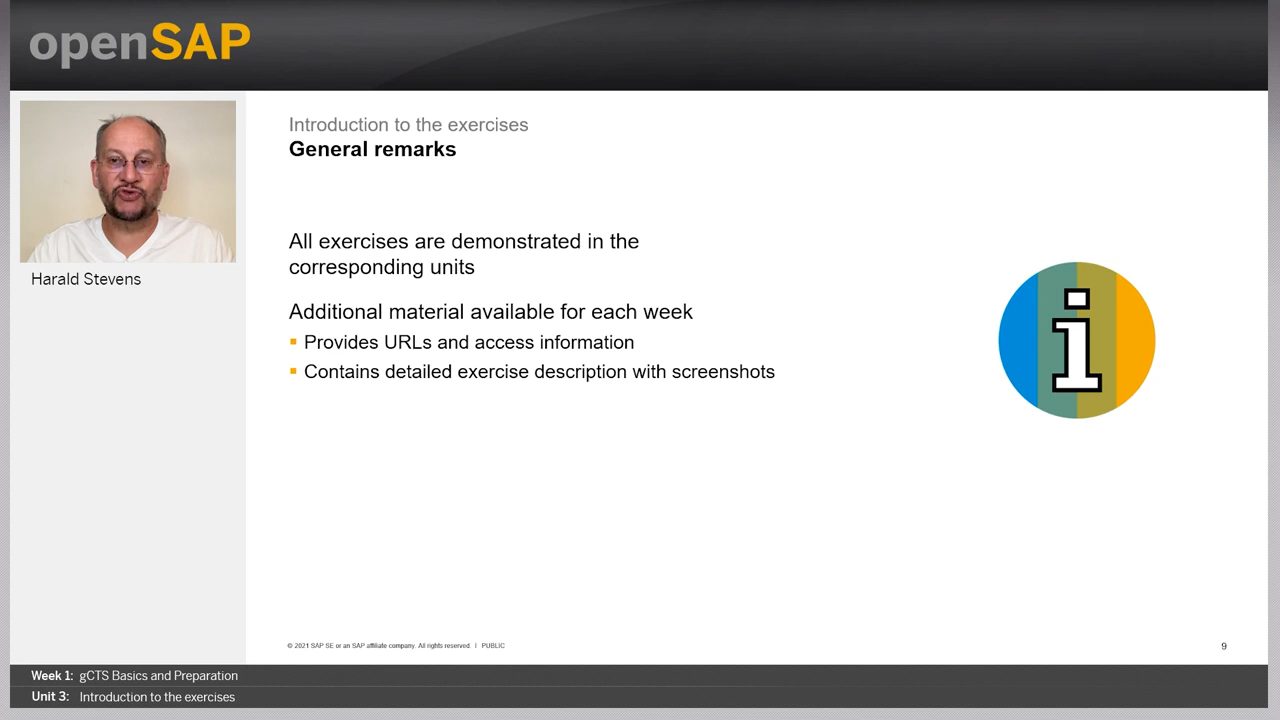 openSAP
Harald Stevens
Introduction to the exercises
General remarks
All exercises are demonstrated in the
corresponding units
Additional material available for each week
▪ Provides URLs and access information
▪ Contains detailed exercise description with screenshots
i
© 2021 SAP SE or an SAP affiliate company. All rights reserved. I PUBLIC
9
Week 1: gCTS Basics and Preparation
Unit 3: Introduction to the exercises